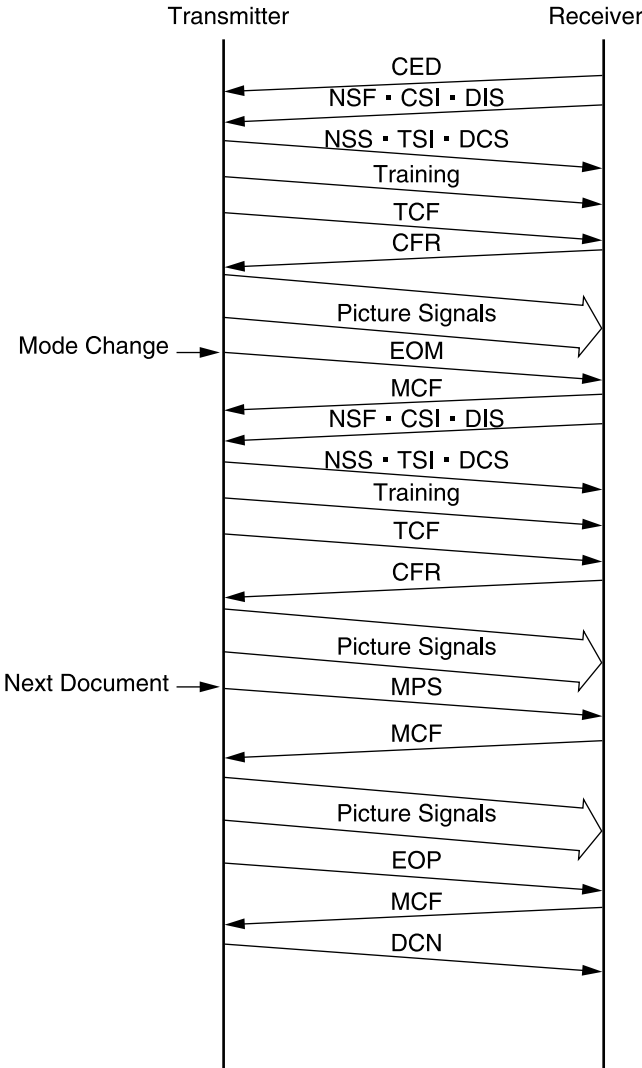 Transmitter Receiver
CED
NSF・CSI・DIS
NSS・TSI・DCS
Training
TCF
CFR
Picture Signals
Mode Change
EOM
MCF
NSF・CSI・DIS
NSS・TSI・DCS
Training
TCF
CFR
Picture Signals
Next Document
MPS
MCF
Picture Signals
EOP
MCF
DCN